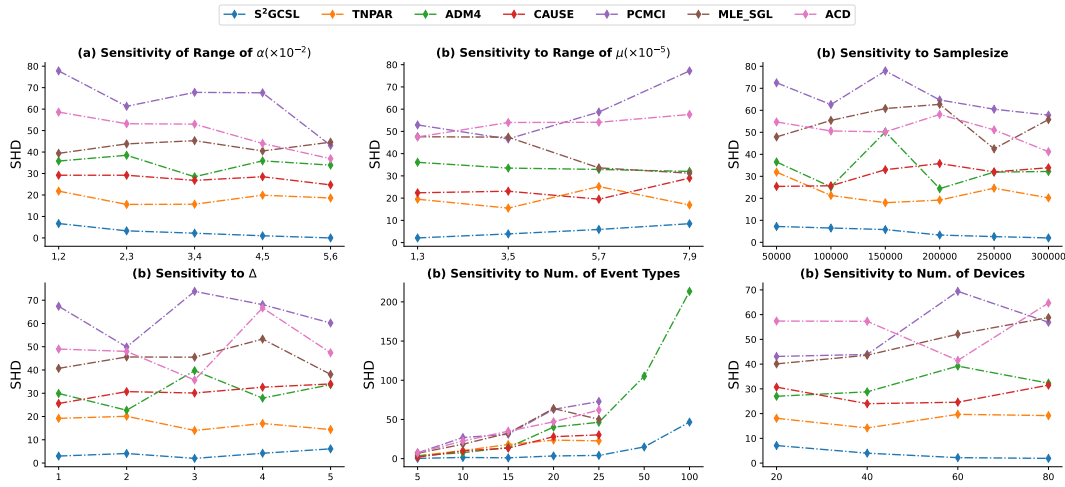 S²GCSL TNPAR ADM4 CAUSE PCMCI MLE_SGL ACD
(a) Sensitivity of Range of α(×10⁻²)
SHD
80
70
60
50
40
30
20
10
0
1,2 2,3 3,4 4,5 5,6
(b) Sensitivity to Range of μ(×10⁻⁵)
SHD
80
70
60
50
40
30
20
10
0
1,3 3,5 5,7 7,9
(b) Sensitivity to Samplesize
SHD
80
70
60
50
40
30
20
10
0
50000 100000 150000 200000 250000 300000
(b) Sensitivity to Δ
SHD
70
60
50
40
30
20
10
0
1 2 3 4 5
(b) Sensitivity to Num. of Event Types
SHD
200
150
100
50
0
5 10 15 20 25 50 100
(b) Sensitivity to Num. of Devices
SHD
70
60
50
40
30
20
10
0
20 40 60 80